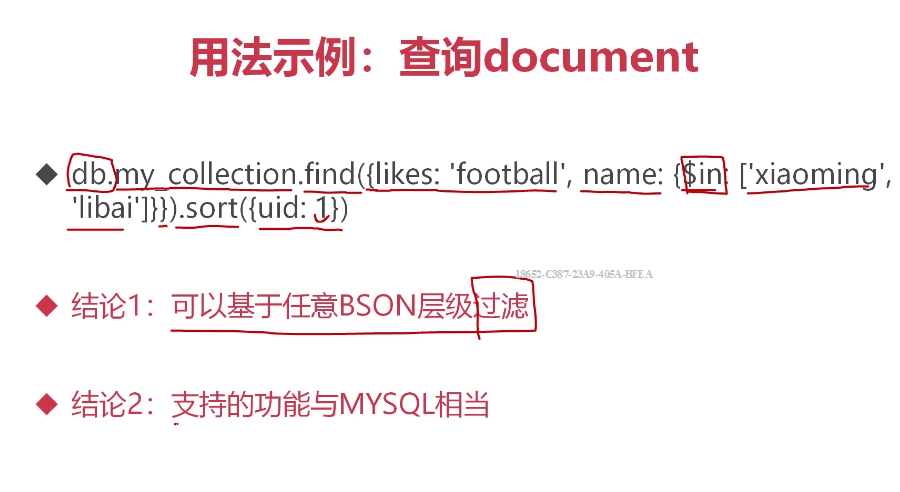 用法示例：查询document
◆ db.my_collection.find({likes: 'football', name: {$in: ['xiaoming',
'libai']}}).sort({uid: 1})
18652-C387-23A9-405A-BFEA
◆ 结论1：可以基于任意BSON层级过滤
◆ 结论2：支持的功能与MYSQL相当